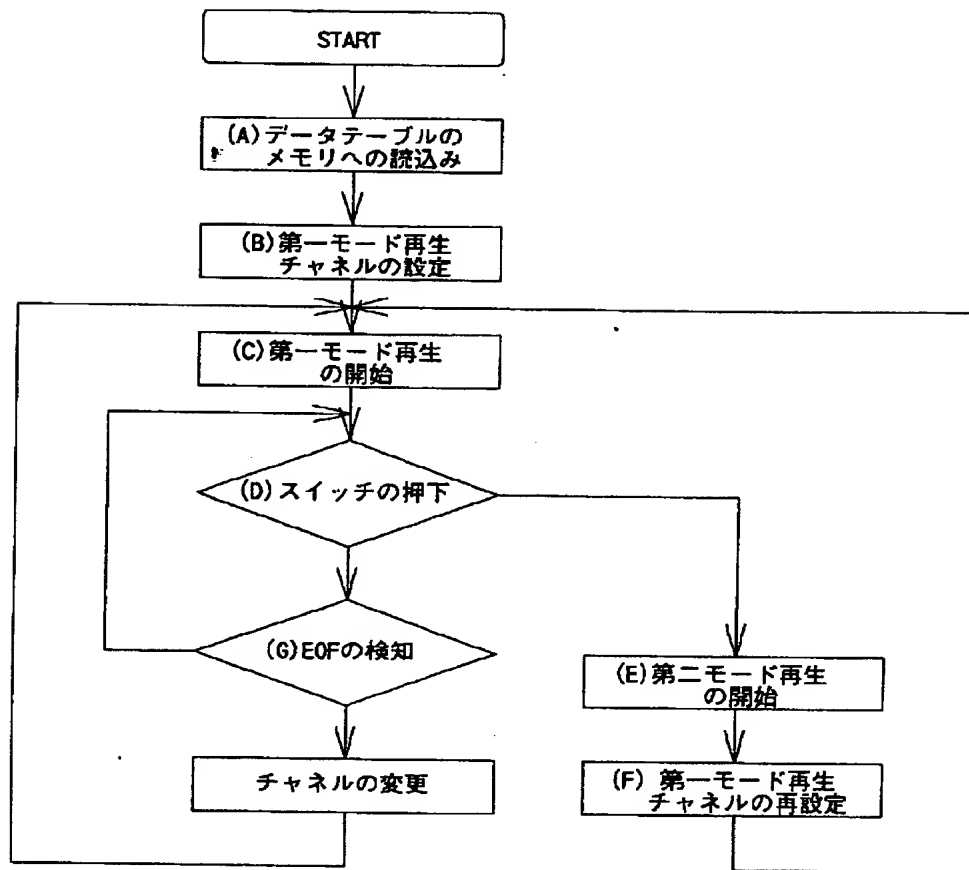 START
(A)データテーブルの
メモリへの読込み
(B)第一モード再生
チャネルの設定
(C)第一モード再生
の開始
(D)スイッチの押下
(G)EOFの検知
(E)第二モード再生
の開始
チャネルの変更
(F) 第一モード再生
チャネルの再設定